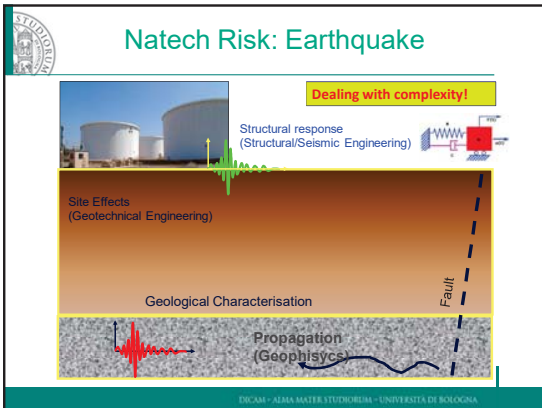 Natech Risk: Earthquake
Dealing with complexity!
Structural response
(Structural/Seismic Engineering)
Site Effects
(Geotechnical Engineering)
Fault
Geological Characterisation
Propagation
(Geophisycs)
DICAM - ALMA MATER STUDIORUM – UNIVERSITÀ DI BOLOGNA